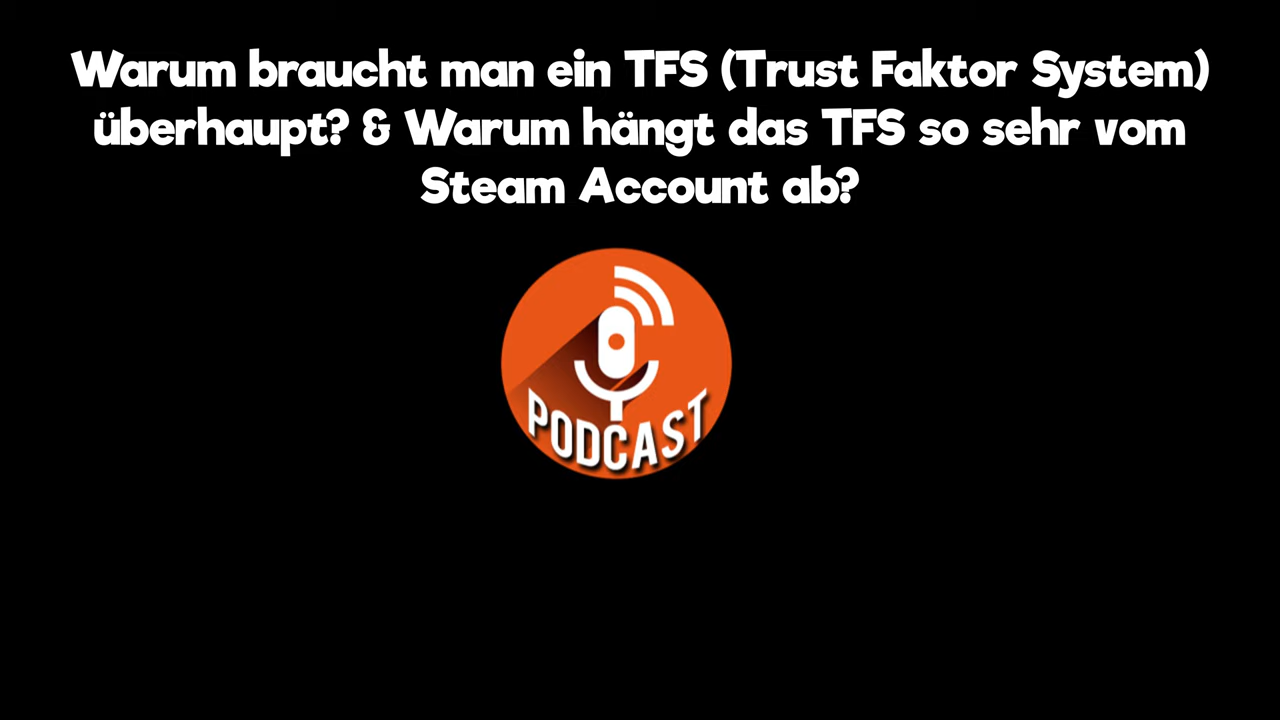 Warum braucht man ein TFS (Trust Faktor System)
überhaupt? & Warum hängt das TFS so sehr vom
Steam Account ab?
PODCAST